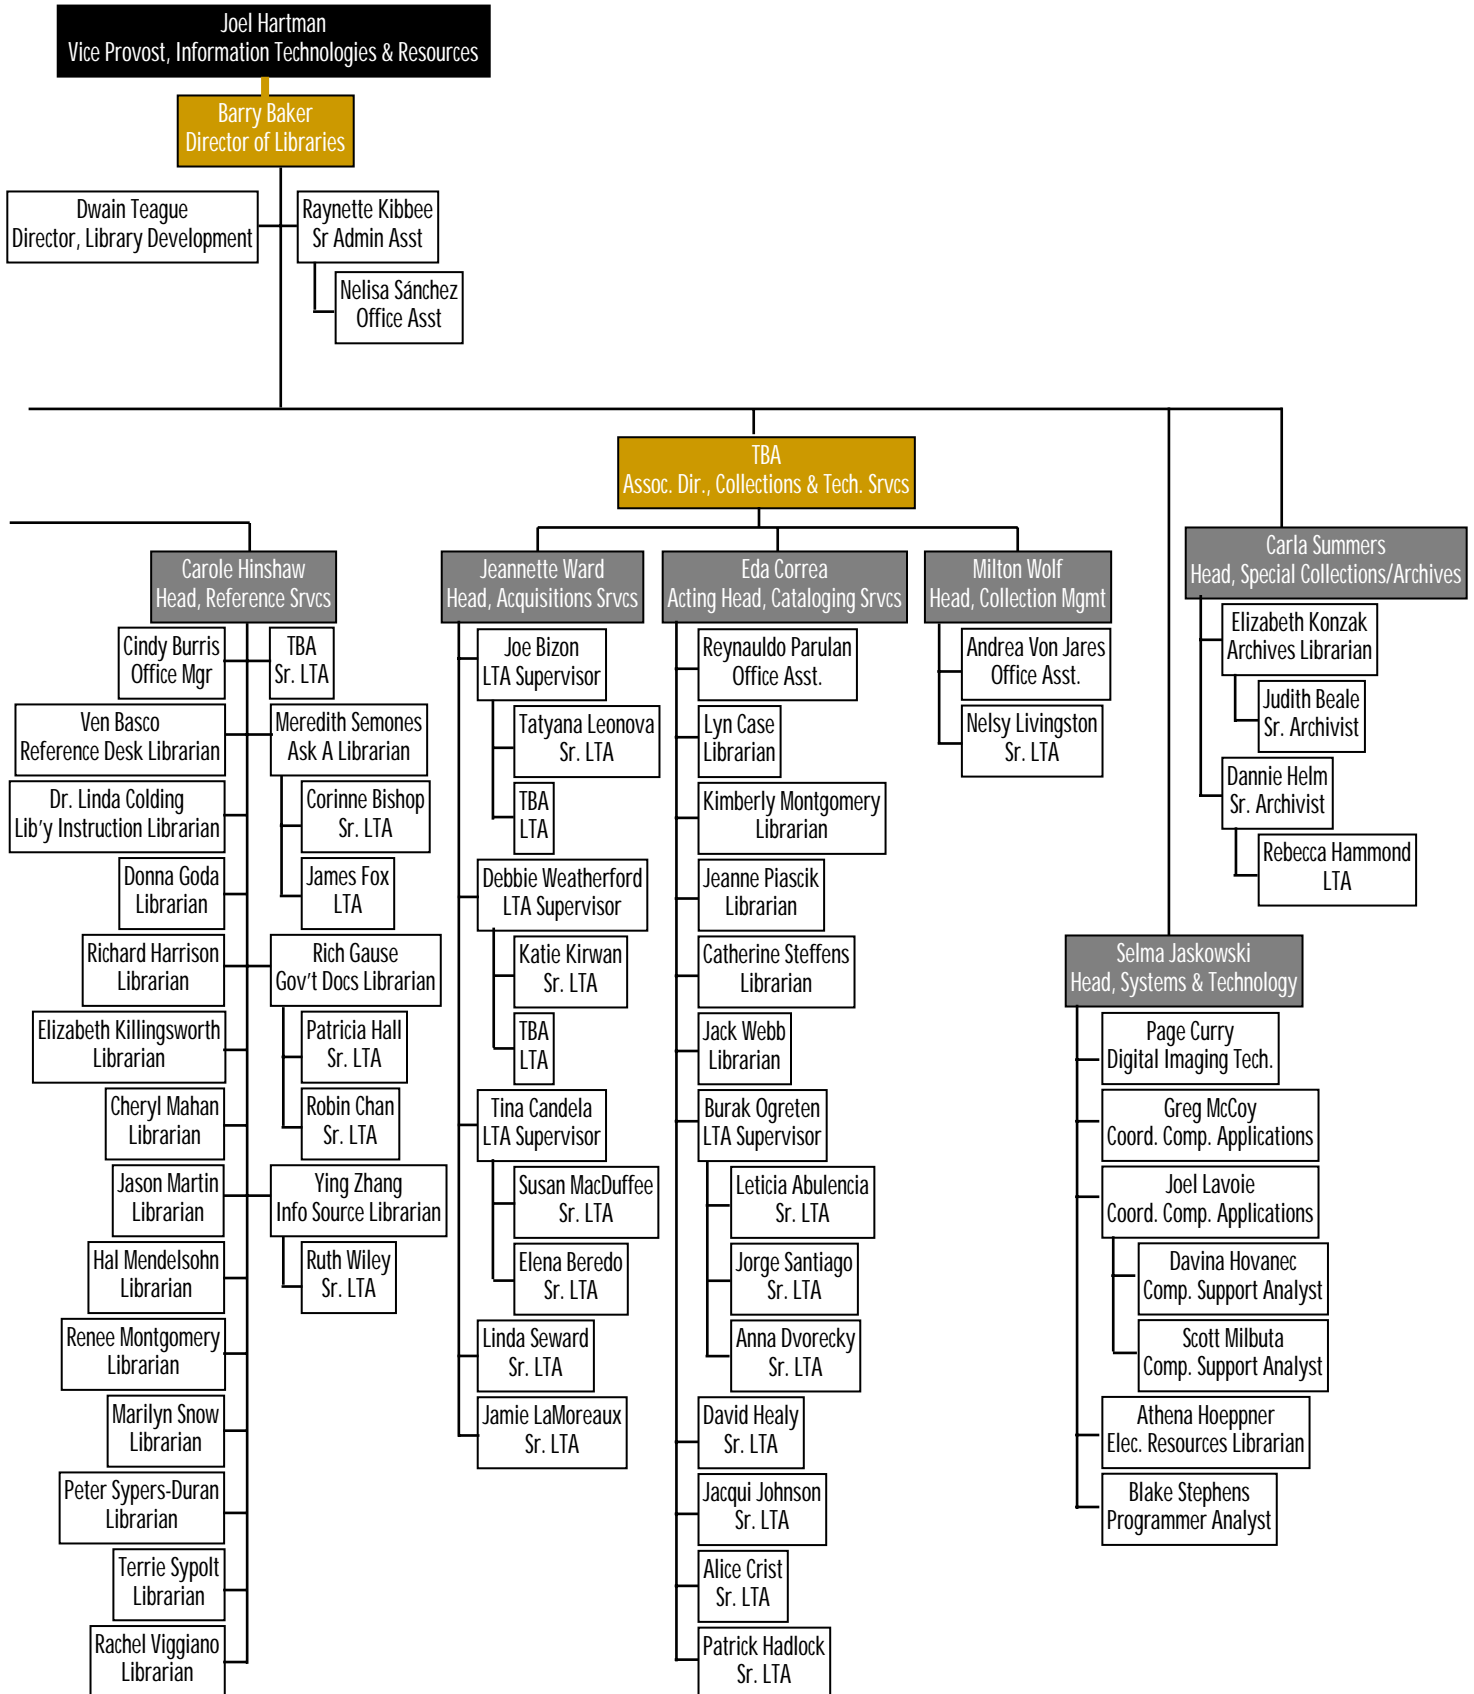 Joel Hartman
Vice Provost, Information Technologies & Resources
Barry Baker
Director of Libraries
Dwain Teague
Director, Library Development
Raynette Kibbee
Sr Admin Asst
Nelisa Sánchez
Office Asst
TBA
Assoc. Dir., Collections & Tech. Srvcs
Carole Hinshaw
Head, Reference Srvcs
Cindy Burris
Office Mgr
TBA
Sr. LTA
Ven Basco
Reference Desk Librarian
Meredith Semones
Ask A Librarian
Corinne Bishop
Sr. LTA
James Fox
LTA
Dr. Linda Colding
Lib'y Instruction Librarian
Donna Goda
Librarian
Richard Harrison
Librarian
Rich Gause
Gov't Docs Librarian
Patricia Hall
Sr. LTA
Robin Chan
Sr. LTA
Elizabeth Killingsworth
Librarian
Cheryl Mahan
Librarian
Jason Martin
Librarian
Ying Zhang
Info Source Librarian
Ruth Wiley
Sr. LTA
Hal Mendelsohn
Librarian
Renee Montgomery
Librarian
Marilyn Snow
Librarian
Peter Sypers-Duran
Librarian
Terrie Sypolt
Librarian
Rachel Viggiano
Librarian
Jeannette Ward
Head, Acquisitions Srvcs
Joe Bizon
LTA Supervisor
Tatyana Leonova
Sr. LTA
TBA
LTA
Debbie Weatherford
LTA Supervisor
Katie Kirwan
Sr. LTA
TBA
LTA
Tina Candela
LTA Supervisor
Susan MacDuffee
Sr. LTA
Elena Beredo
Sr. LTA
Linda Seward
Sr. LTA
Jamie LaMoreaux
Sr. LTA
Eda Correa
Acting Head, Cataloging Srvcs
Reynauldo Parulan
Office Asst.
Lyn Case
Librarian
Kimberly Montgomery
Librarian
Jeanne Piascik
Librarian
Catherine Steffens
Librarian
Jack Webb
Librarian
Burak Ogreten
LTA Supervisor
Leticia Abulencia
Sr. LTA
Jorge Santiago
Sr. LTA
Anna Dvorecky
Sr. LTA
David Healy
Sr. LTA
Jacqui Johnson
Sr. LTA
Alice Crist
Sr. LTA
Patrick Hadlock
Sr. LTA
Milton Wolf
Head, Collection Mgmt
Andrea Von Jares
Office Asst.
Nelsy Livingston
Sr. LTA
Carla Summers
Head, Special Collections/Archives
Elizabeth Konzak
Archives Librarian
Judith Beale
Sr. Archivist
Dannie Helm
Sr. Archivist
Rebecca Hammond
LTA
Selma Jaskowski
Head, Systems & Technology
Page Curry
Digital Imaging Tech.
Greg McCoy
Coord. Comp. Applications
Joel Lavoie
Coord. Comp. Applications
Davina Hovanec
Comp. Support Analyst
Scott Milbuta
Comp. Support Analyst
Athena Hoeppner
Elec. Resources Librarian
Blake Stephens
Programmer Analyst